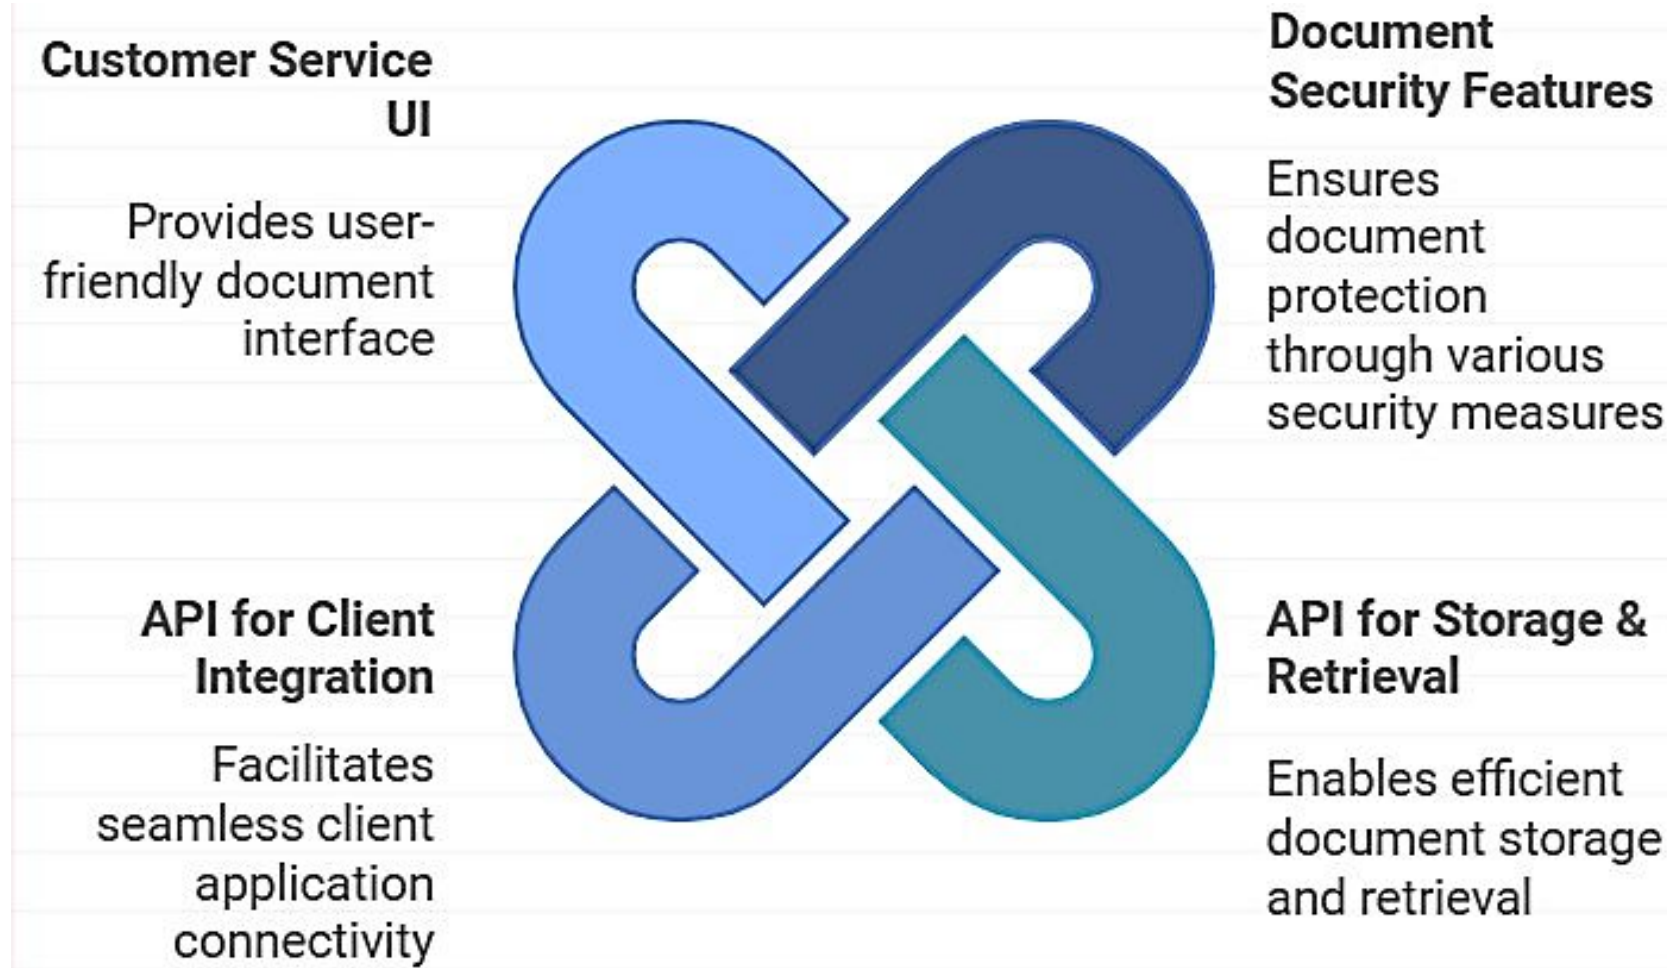 Customer Service
UI
Provides user-
friendly document
interface
Document
Security Features
Ensures
document
protection
through various
security measures
API for Client
Integration
Facilitates
seamless client
application
connectivity
API for Storage &
Retrieval
Enables efficient
document storage
and retrieval